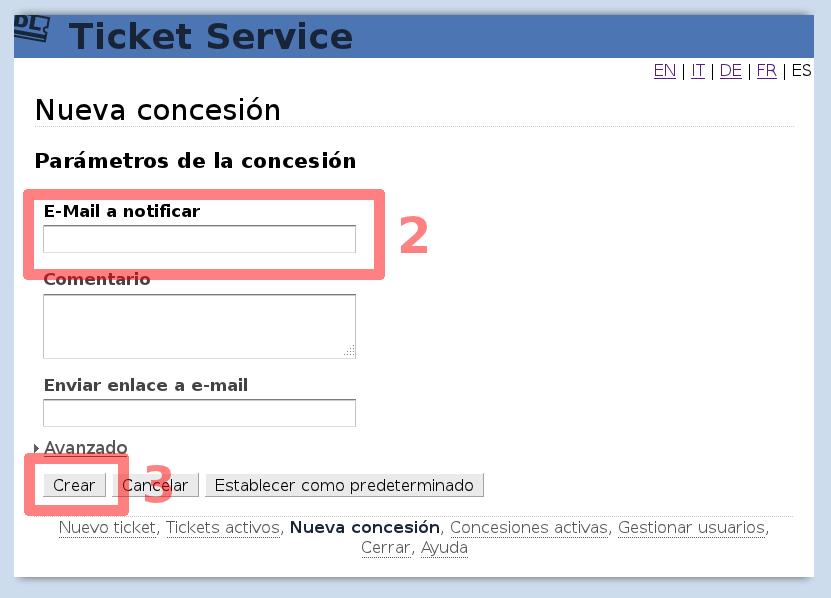 DL
Ticket Service
EN | IT | DE | FR | ES
Nueva concesión
Parámetros de la concesión
E-Mail a notificar
2
Comentario
Enviar enlace a e-mail
Avanzado
Crear Cancelar Establecer como predeterminado
3
Nuevo ticket, Tickets activos, Nueva concesión, Concesiones activas, Gestionar usuarios,
Cerrar, Ayuda